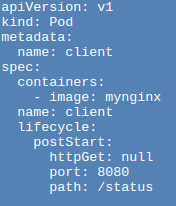 apiVersion: v1
kind: Pod
metadata:
  name: client
spec:
  containers:
    - image: mynginx
  name: client
  lifecycle:
    postStart:
      httpGet: null
      port: 8080
      path: /status